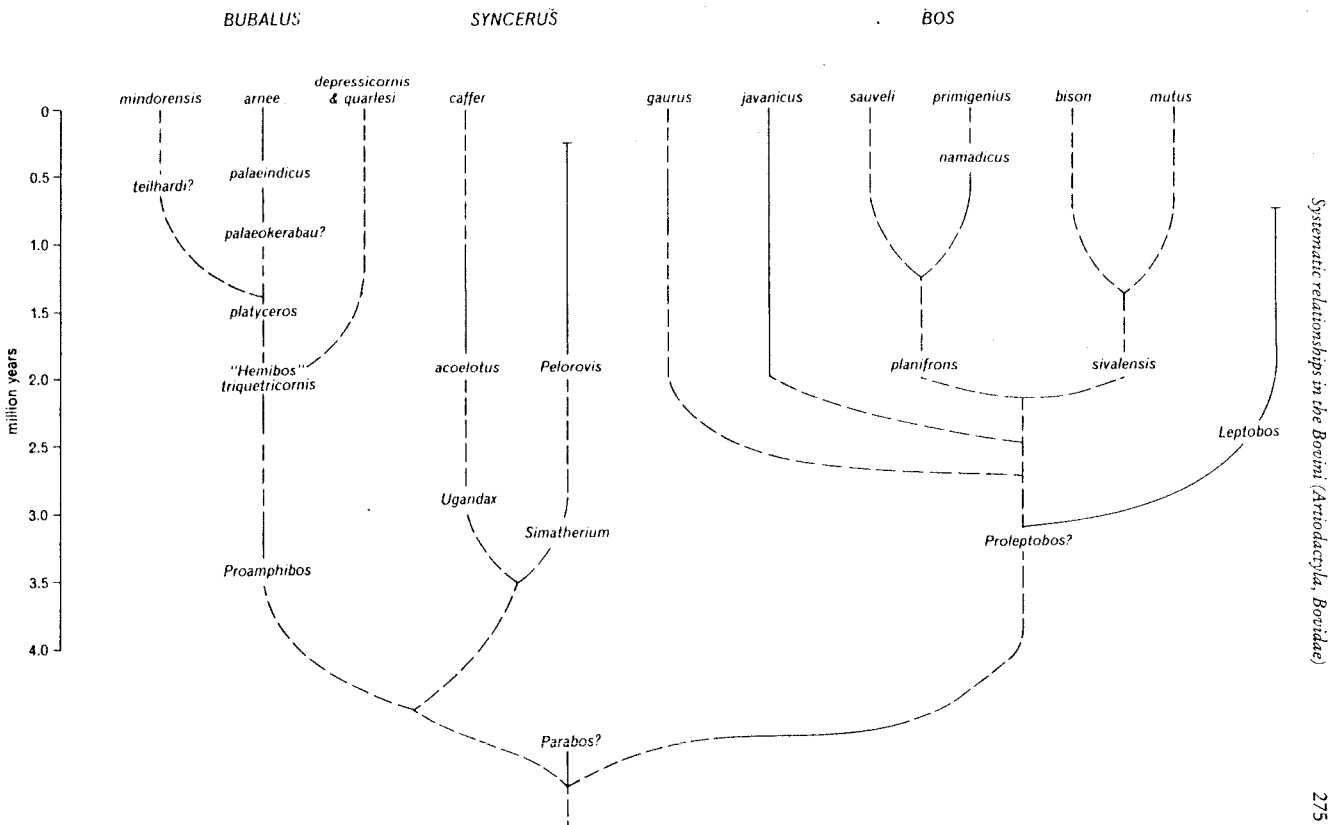 BUBALUS SYNCERUS BOS
depressicornis
& quarlesi
mindorensis arnee caffer gaurus javanicus sauveli primigenius bison mutus
0
namadicus
0.5
teilhardi? palaeindicus
palaeokerabau?
1.0
1.5
platyceros
million years
"Hemibos"
triquetricornis
acoelotus Pelorovis planifrons sivalensis
2.0
Leptobos
2.5
Ugandax
3.0
Simatherium Proleptobos?
3.5
Proamphibos
4.0
Parabos?
Systematic relationships in the Bovini (Artiodactyla, Bovidae)
275